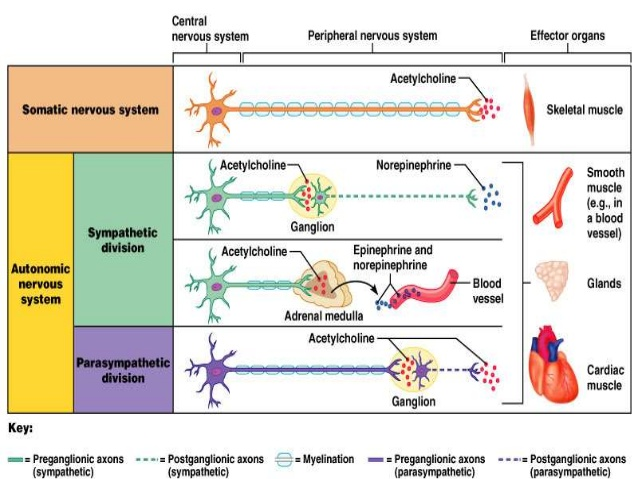 Central
nervous system
Peripheral nervous system
Effector organs
Somatic nervous system
Acetylcholine
Skeletal muscle
Autonomic
nervous
system
Sympathetic
division
Acetylcholine
Norepinephrine
Ganglion
Smooth
muscle
(e.g., in
a blood
vessel)
Acetylcholine
Epinephrine and
norepinephrine
Blood
vessel
Adrenal medulla
Glands
Parasympathetic
division
Acetylcholine
Ganglion
Cardiac
muscle
Key:
= Preganglionic axons
(sympathetic)
= Postganglionic axons
(sympathetic)
= Myelination
= Preganglionic axons
(parasympathetic)
= Postganglionic axons
(parasympathetic)